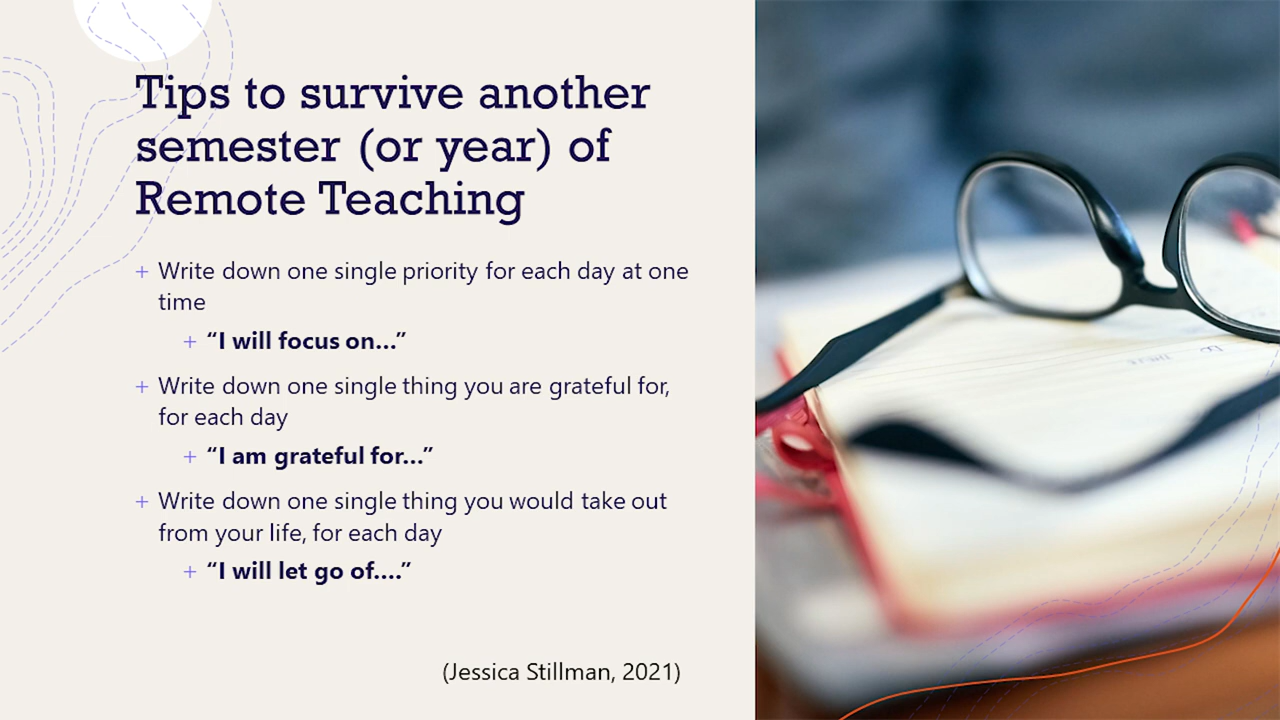 Tips to survive another
semester (or year) of
Remote Teaching
+ Write down one single priority for each day at one
time
+ “I will focus on…”
+ Write down one single thing you are grateful for,
for each day
+ “I am grateful for…”
+ Write down one single thing you would take out
from your life, for each day
+ “I will let go of….”
(Jessica Stillman, 2021)